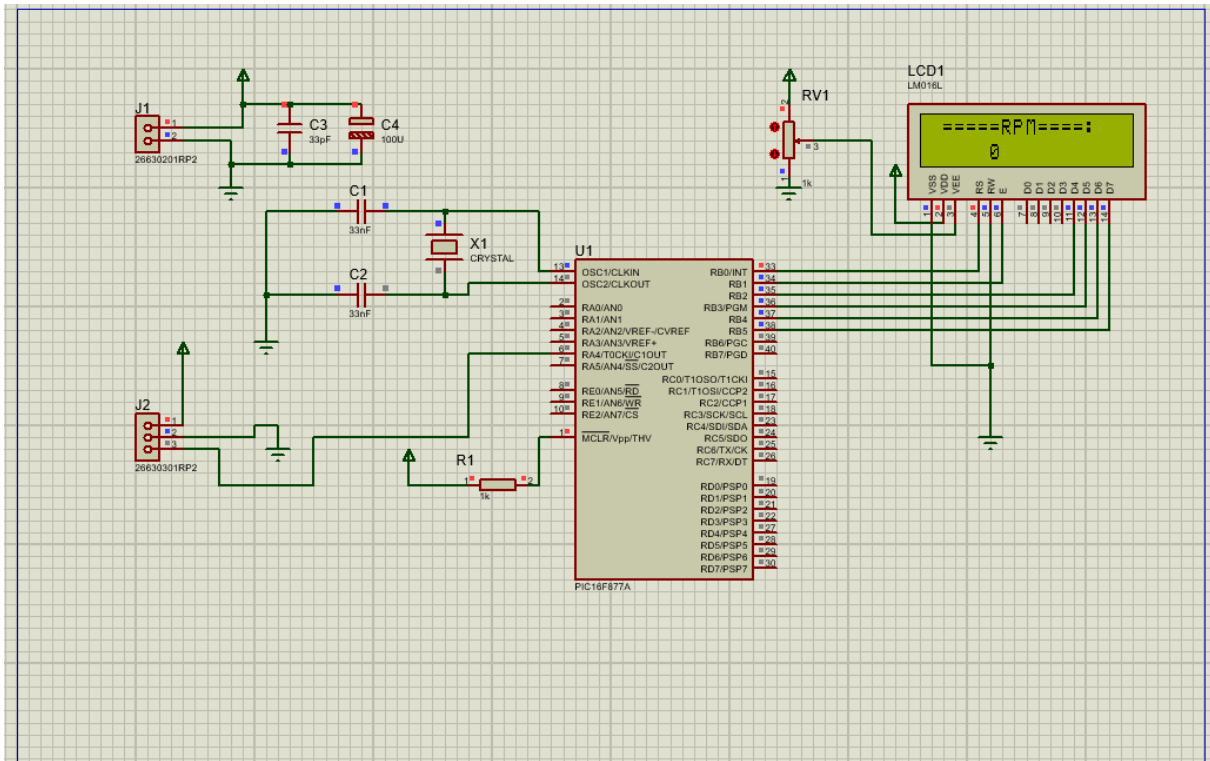 J1
1
2
26630201RP2
C3
33pF
C4
100U
C1
33nF
C2
33nF
X1
CRYSTAL
J2
1
2
3
26630301RP2
R1
1
2
1k
U1
13 OSC1/CLKIN
14 OSC2/CLKOUT
2 RA0/AN0
3 RA1/AN1
4 RA2/AN2/VREF-/CVREF
5 RA3/AN3/VREF+
6 RA4/T0CKI/C1OUT
7 RA5/AN4/SS/C2OUT
8 RE0/AN5/RD
9 RE1/AN6/WR
10 RE2/AN7/CS
1 MCLR/Vpp/THV
RB0/INT 33
RB1 34
RB2 35
RB3/PGM 36
RB4 37
RB5 38
RB6/PGC 39
RB7/PGD 40
RC0/T1OSO/T1CKI 15
RC1/T1OSI/CCP2 16
RC2/CCP1 17
RC3/SCK/SCL 18
RC4/SDI/SDA 23
RC5/SDO 24
RC6/TX/CK 25
RC7/RX/DT 26
RD0/PSP0 19
RD1/PSP1 20
RD2/PSP2 21
RD3/PSP3 22
RD4/PSP4 27
RD5/PSP5 28
RD6/PSP6 29
RD7/PSP7 30
PIC16F877A
RV1
2
3
1
1k
LCD1
LM016L
=====RPM====:
0
VSS
VDD
VEE
RS
RW
E
D0
D1
D2
D3
D4
D5
D6
D7
1
2
3
4
5
6
7
8
9
10
11
12
13
14